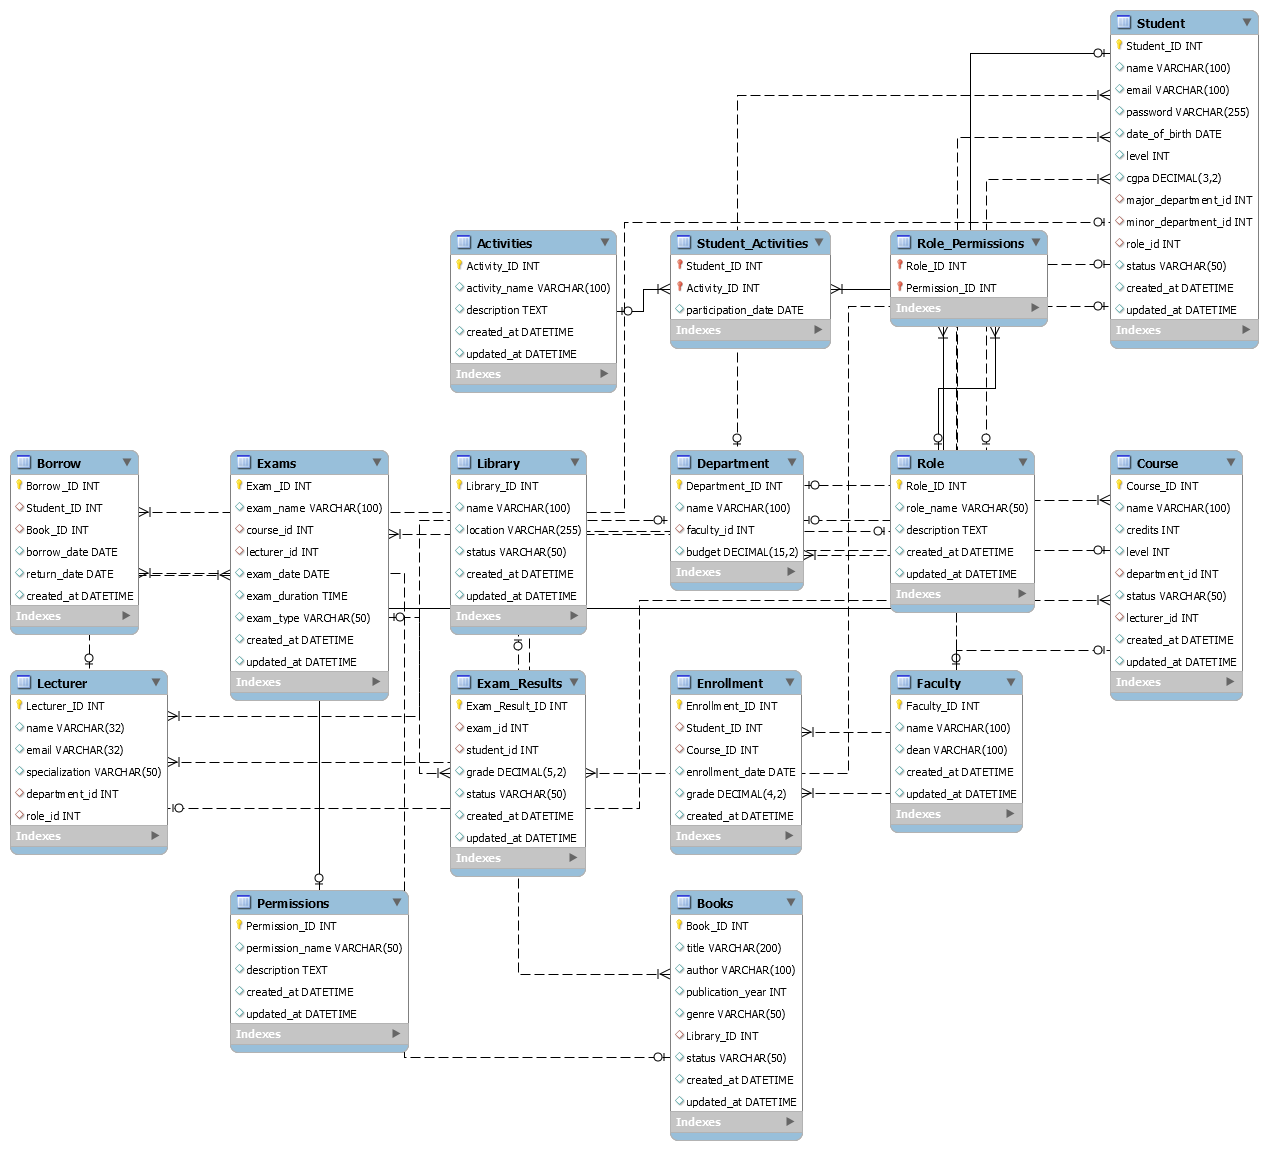 Student
Student_ID INT
name VARCHAR(100)
email VARCHAR(100)
password VARCHAR(255)
date_of_birth DATE
level INT
cgpa DECIMAL(3,2)
major_department_id INT
minor_department_id INT
role_id INT
status VARCHAR(50)
created_at DATETIME
updated_at DATETIME
Indexes
Activities
Activity_ID INT
activity_name VARCHAR(100)
description TEXT
created_at DATETIME
updated_at DATETIME
Indexes
Student_Activities
Student_ID INT
Activity_ID INT
participation_date DATE
Indexes
Role_Permissions
Role_ID INT
Permission_ID INT
Indexes
Borrow
Borrow_ID INT
Student_ID INT
Book_ID INT
borrow_date DATE
return_date DATE
created_at DATETIME
Indexes
Exams
Exam_ID INT
exam_name VARCHAR(100)
course_id INT
lecturer_id INT
exam_date DATE
exam_duration TIME
exam_type VARCHAR(50)
created_at DATETIME
updated_at DATETIME
Indexes
Library
Library_ID INT
name VARCHAR(100)
location VARCHAR(255)
status VARCHAR(50)
created_at DATETIME
updated_at DATETIME
Indexes
Department
Department_ID INT
name VARCHAR(100)
faculty_id INT
budget DECIMAL(15,2)
Indexes
Role
Role_ID INT
role_name VARCHAR(50)
description TEXT
created_at DATETIME
updated_at DATETIME
Indexes
Course
Course_ID INT
name VARCHAR(100)
credits INT
level INT
department_id INT
status VARCHAR(50)
lecturer_id INT
created_at DATETIME
updated_at DATETIME
Indexes
Lecturer
Lecturer_ID INT
name VARCHAR(32)
email VARCHAR(32)
specialization VARCHAR(50)
department_id INT
role_id INT
Indexes
Exam_Results
Exam_Result_ID INT
exam_id INT
student_id INT
grade DECIMAL(5,2)
status VARCHAR(50)
created_at DATETIME
updated_at DATETIME
Indexes
Enrollment
Enrollment_ID INT
Student_ID INT
Course_ID INT
enrollment_date DATE
grade DECIMAL(4,2)
created_at DATETIME
Indexes
Faculty
Faculty_ID INT
name VARCHAR(100)
dean VARCHAR(100)
created_at DATETIME
updated_at DATETIME
Indexes
Permissions
Permission_ID INT
permission_name VARCHAR(50)
description TEXT
created_at DATETIME
updated_at DATETIME
Indexes
Books
Book_ID INT
title VARCHAR(200)
author VARCHAR(100)
publication_year INT
genre VARCHAR(50)
Library_ID INT
status VARCHAR(50)
created_at DATETIME
updated_at DATETIME
Indexes